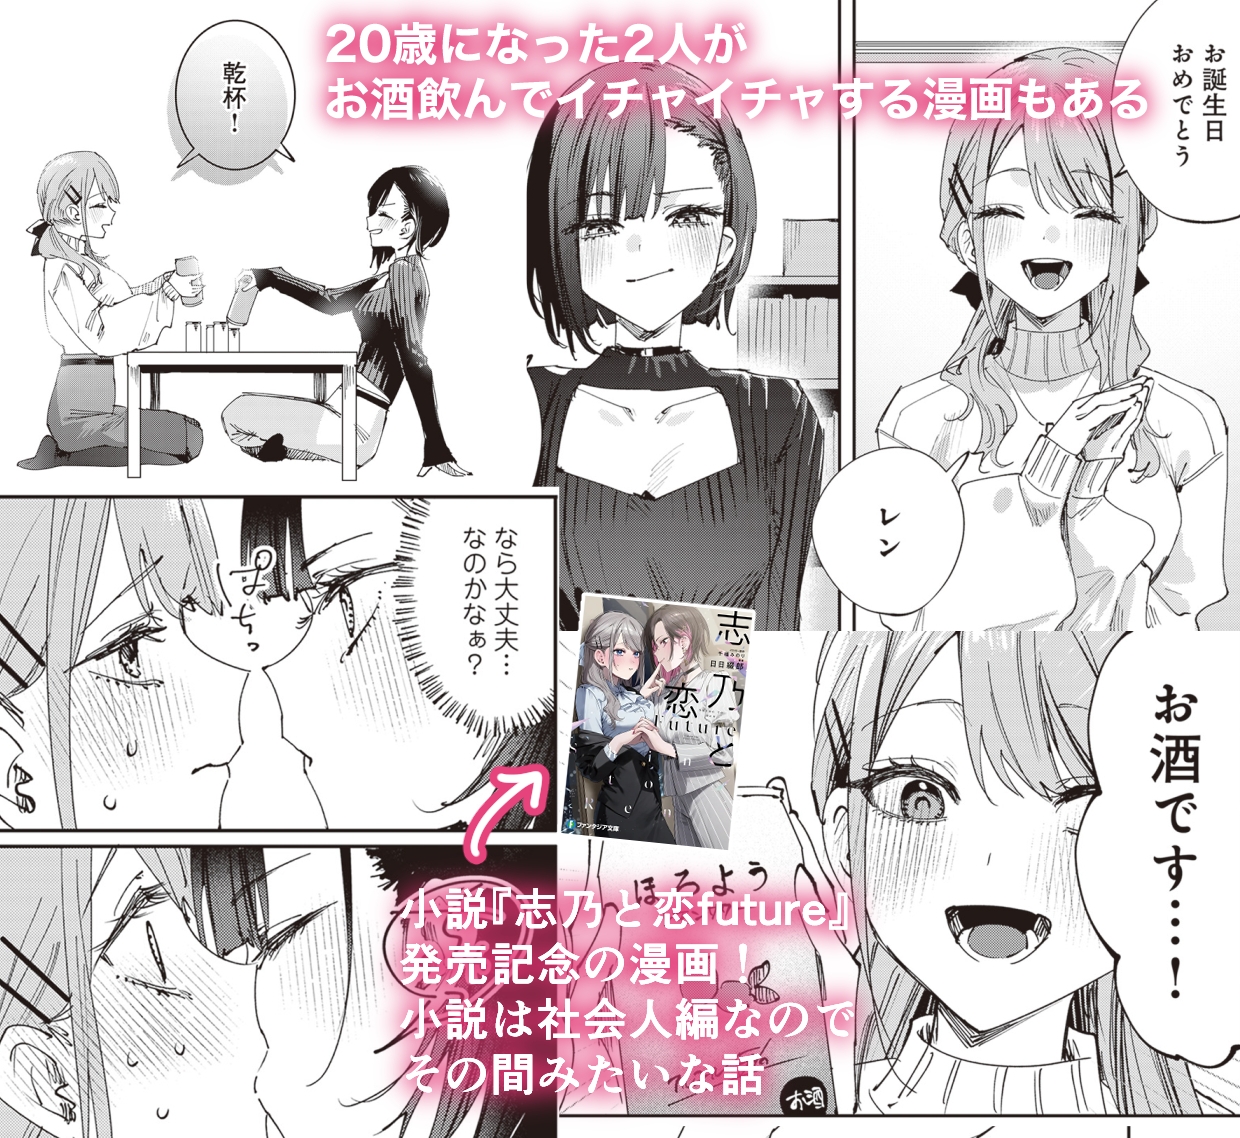 20歳になった2人が
お酒飲んでイチャイチャする漫画もある
お誕生日
おめでとう
レン
乾杯！
なら大丈夫…
なのかなぁ？
ぱちっ
志乃と
恋
future
日日綴郎
ファンタジア文庫
お酒です…！
ほろよう
お酒
小説『志乃と恋future』
発売記念の漫画！
小説は社会人編なので
その間みたいな話